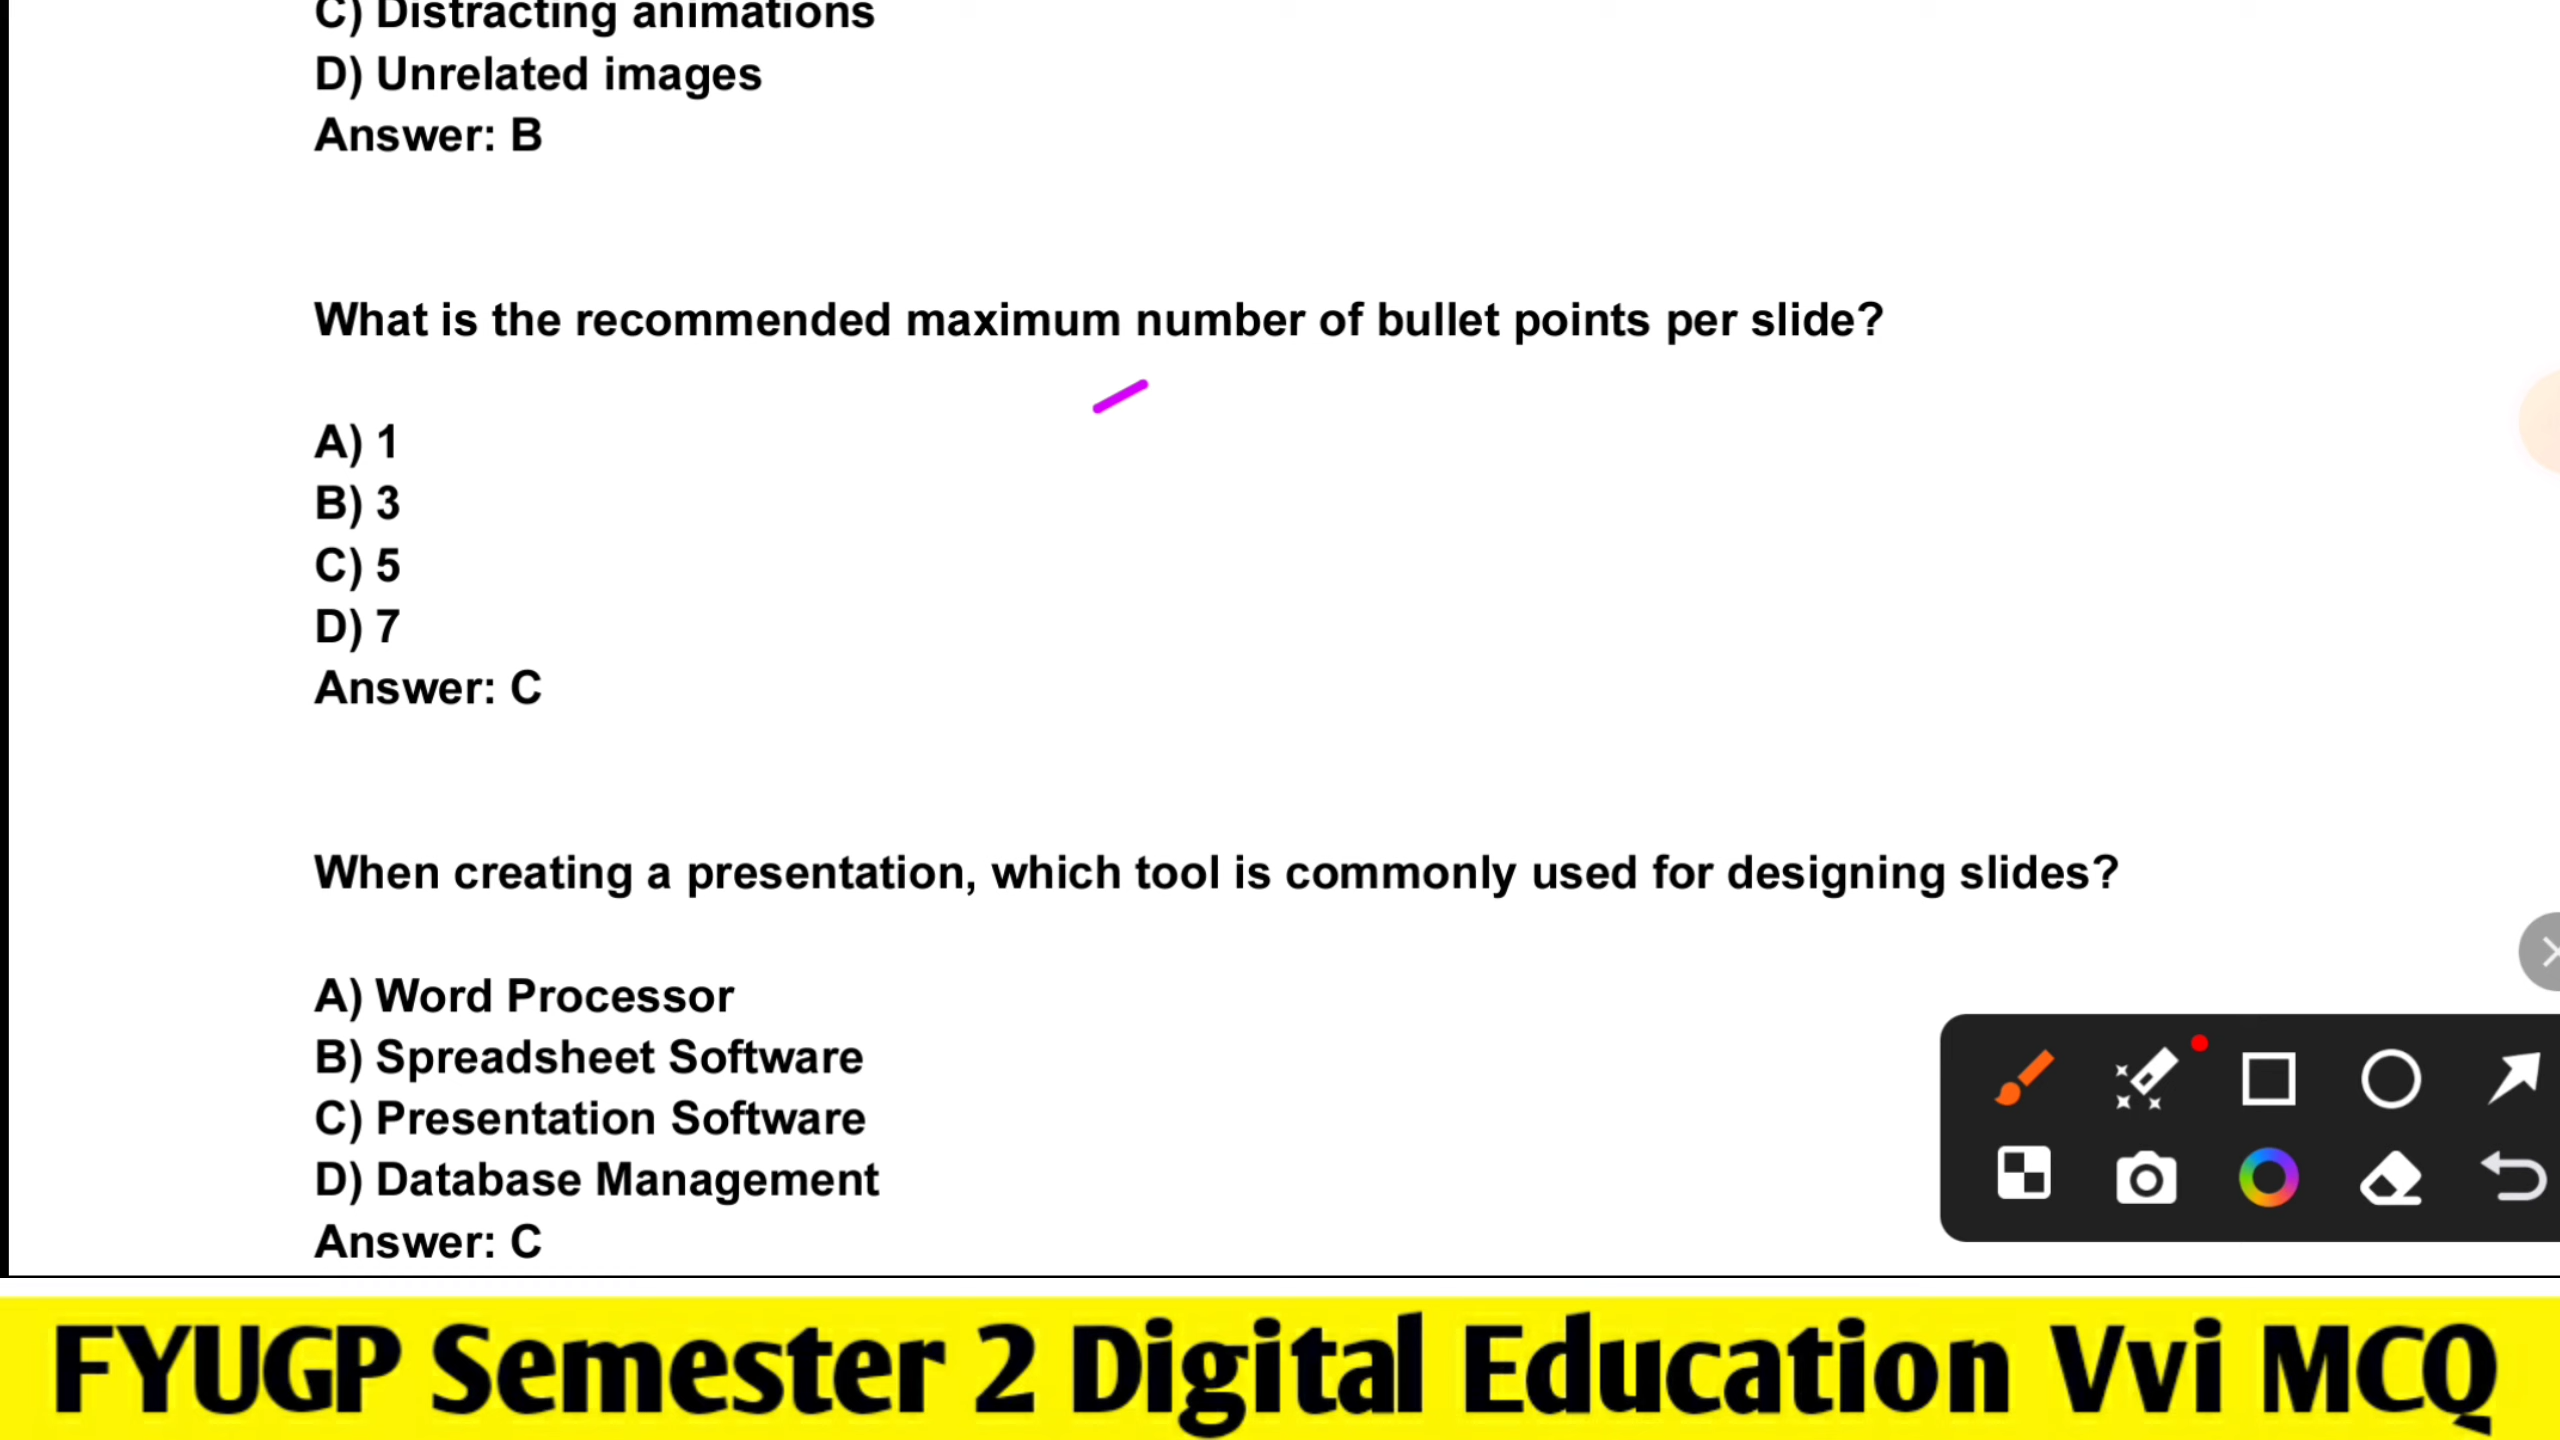 C) Distracting animations
D) Unrelated images
Answer: B
What is the recommended maximum number of bullet points per slide?
A) 1
B) 3
C) 5
D) 7
Answer: C
When creating a presentation, which tool is commonly used for designing slides?
A) Word Processor
B) Spreadsheet Software
C) Presentation Software
D) Database Management
Answer: C
FYUGP Semester 2 Digital Education Vvi MCQ